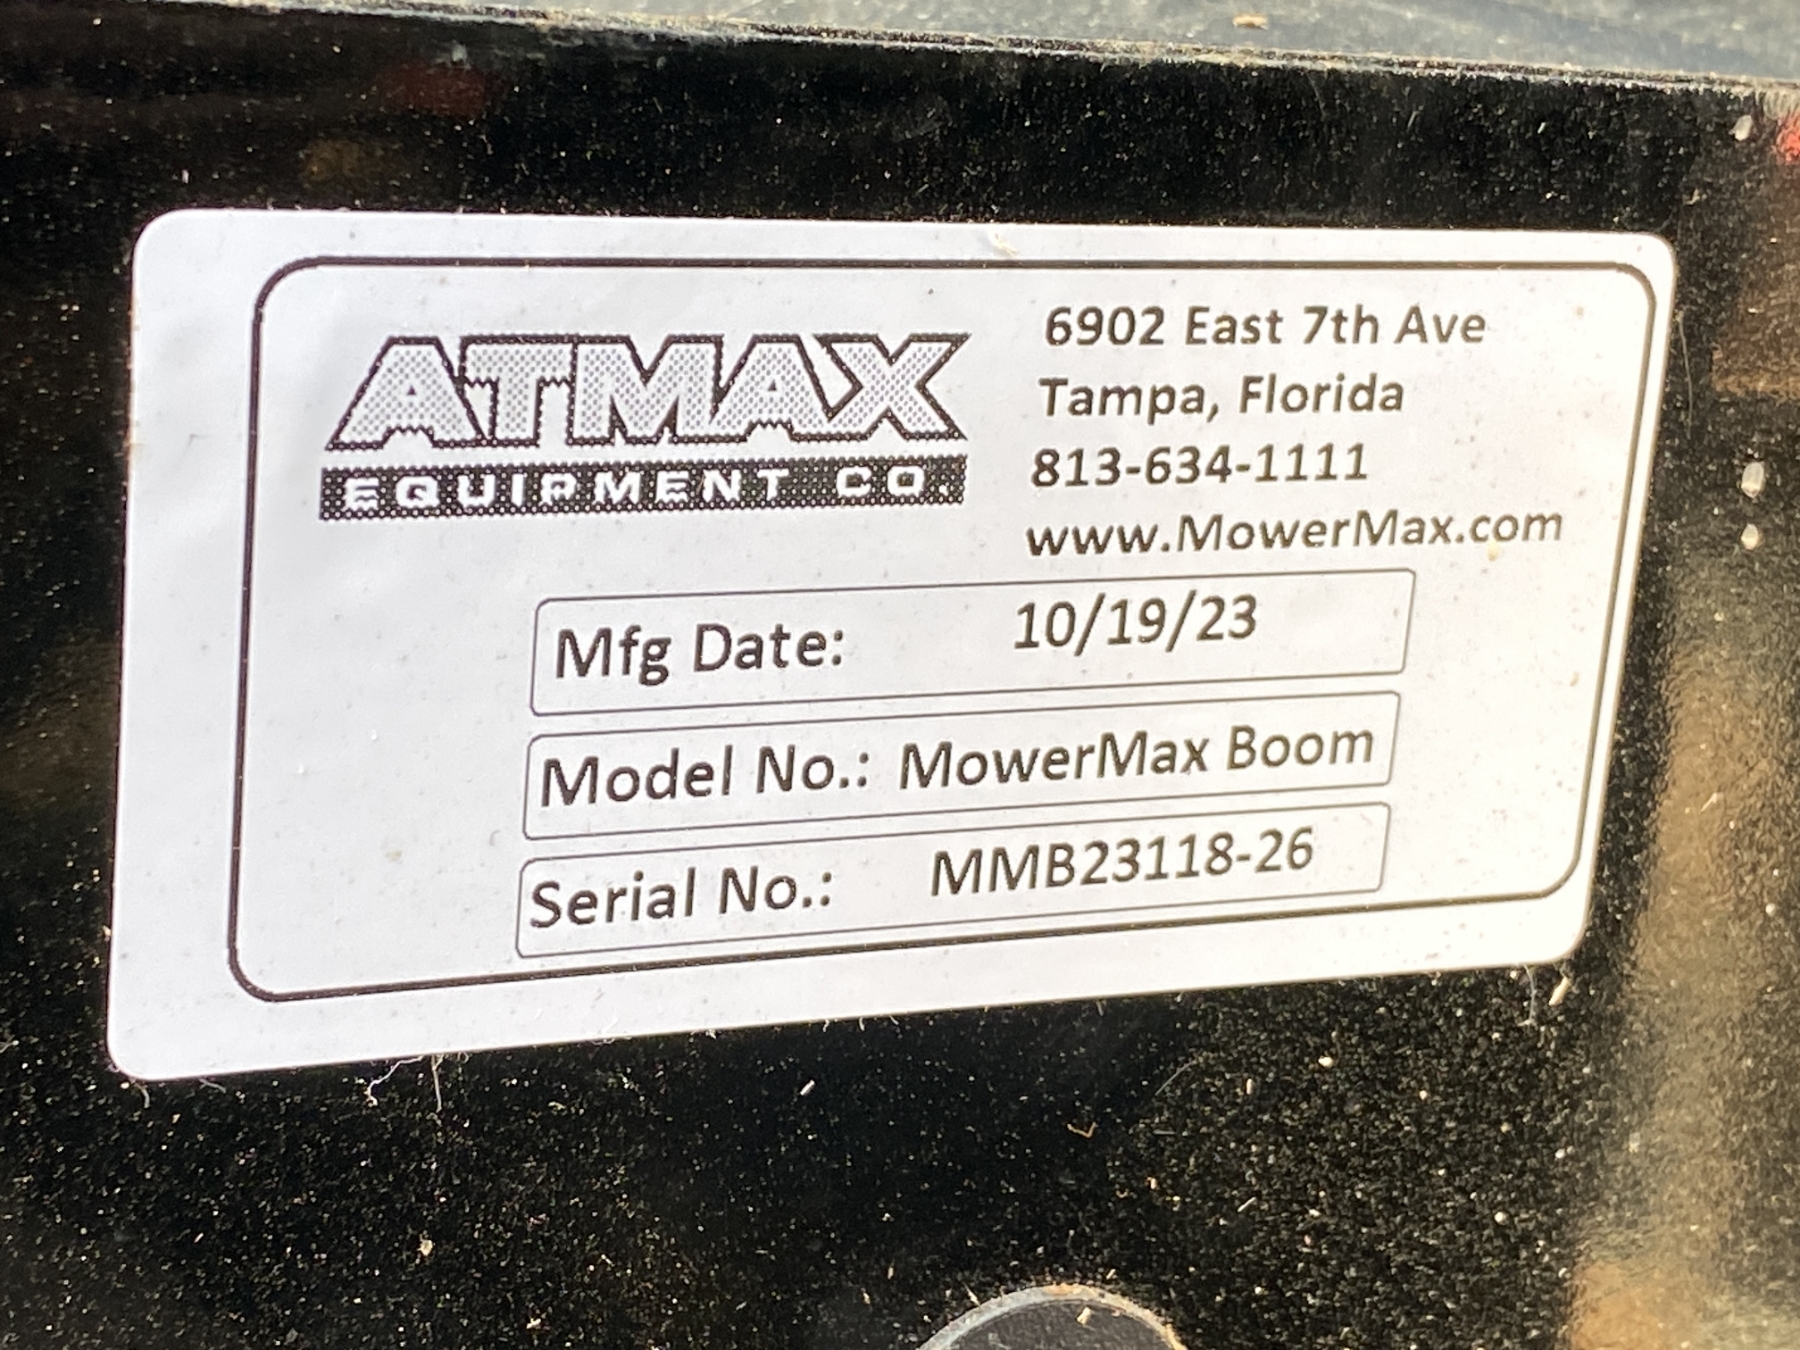 ATMAX
EQUIPMENT CO.
6902 East 7th Ave
Tampa, Florida
813-634-1111
www.MowerMax.com
Mfg Date: 10/19/23
Model No.: MowerMax Boom
Serial No.: MMB23118-26